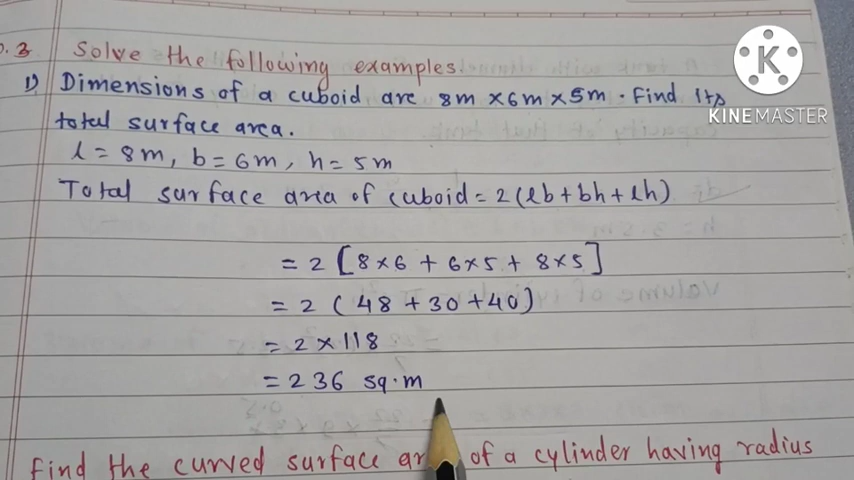 0.3 Solve the following examples.
1) Dimensions of a cuboid are 8m ×6m ×5m. Find its
total surface area.
l = 8m, b = 6m, h = 5m
Total surface area of cuboid = 2(lb+bh+lh)
= 2 [8×6 + 6×5 + 8×5]
= 2 (48 +30 +40)
= 2 × 118
= 236 sq.m
find the curved surface of a cylinder having radius
K
KINEMASTER